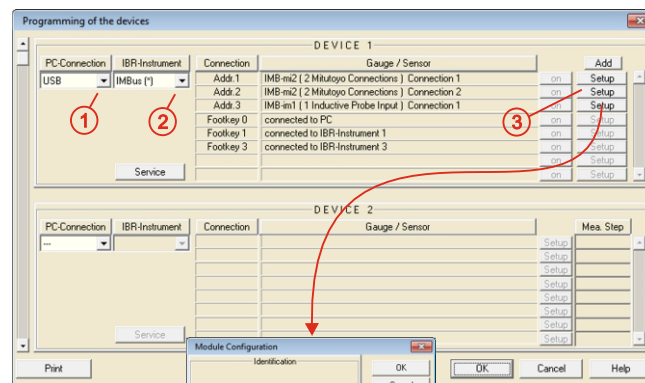 Programming of the devices
DEVICE 1
PC-Connection IBR-Instrument Connection Gauge / Sensor Add
USB IMBus (*) Addr.1 IMB-mi2 ( 2 Mitutoyo Connections ) Connection 1 on Setup
Addr.2 IMB-mi2 ( 2 Mitutoyo Connections ) Connection 2 on Setup
Addr.3 IMB-im1 ( 1 Inductive Probe Input ) Connection 1 on Setup
1 2 3
Footkey 0 connected to PC on Setup
Footkey 1 connected to IBR-Instrument 1 on Setup
Footkey 3 connected to IBR-Instrument 3 on Setup
on Setup
Service on Setup
DEVICE 2
PC-Connection IBR-Instrument Connection Gauge / Sensor Mea. Step
--- Setup
Setup
Setup
Setup
Setup
Setup
Setup
Service Setup
Module Configuration
Identification
Print OK OK Cancel Help